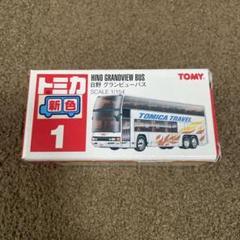 トミカ
新色
1
HINO GRANDVIEW BUS
日野 グランビューバス
SCALE 1/154
TOMY
TOMICA TRAVEL